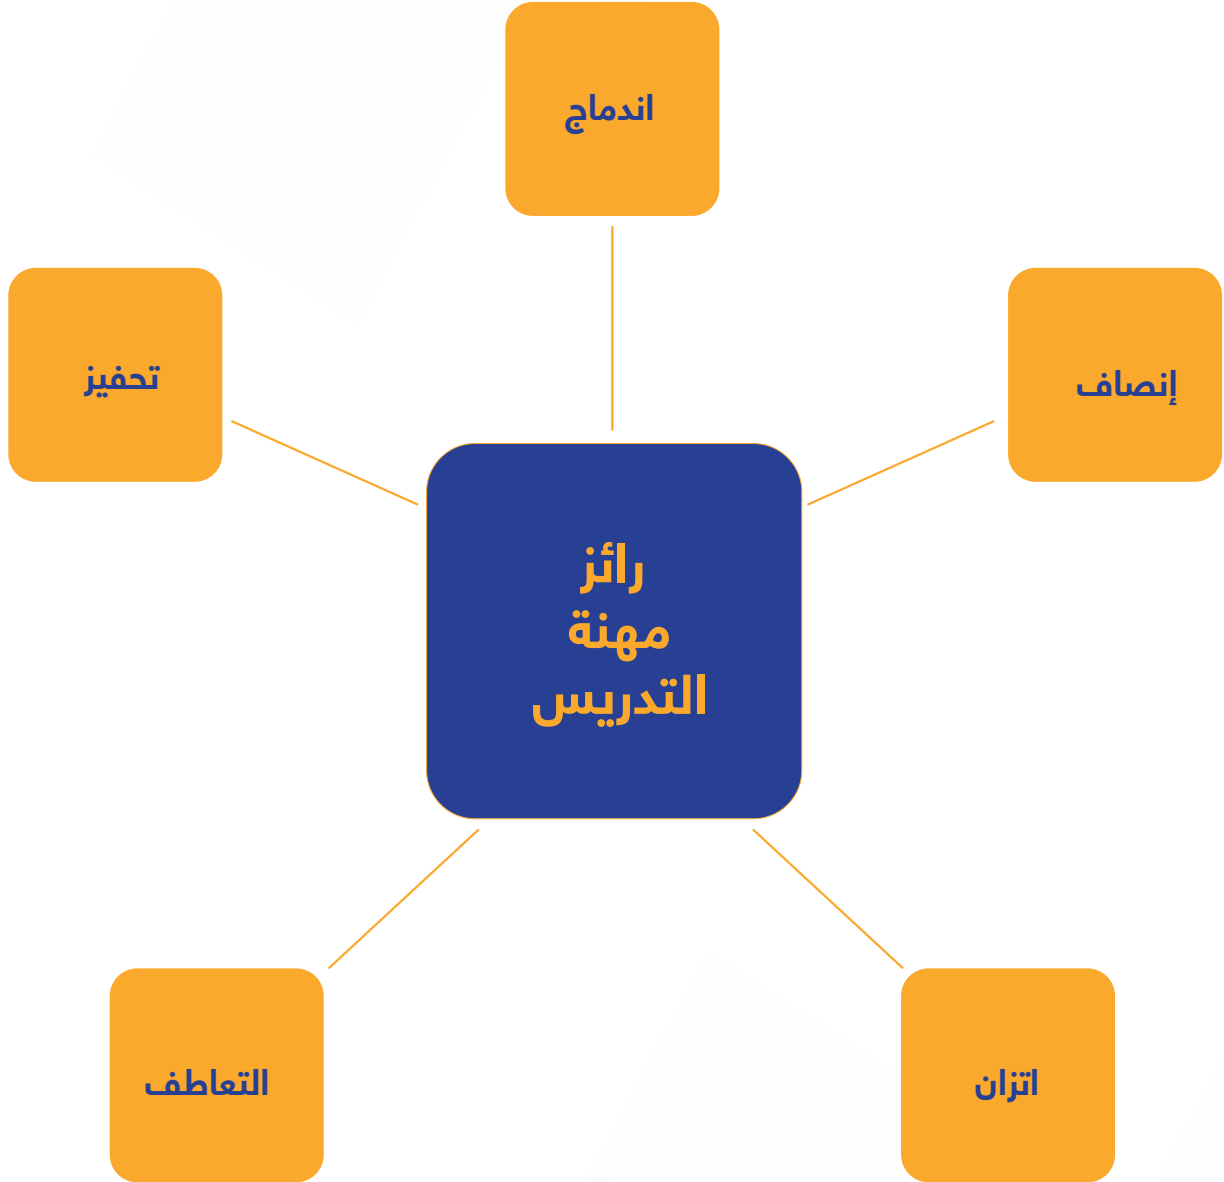 اندماج
إنصاف
تحفيز
رائز
مهنة
التدريس
اتزان
التعاطف